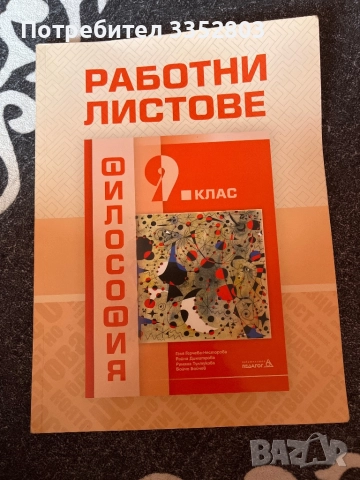 Потребител 3352803
РАБОТНИ
ЛИСТОВЕ
ФИЛОСОФИЯ
9. КЛАС
ПЕДАГОГ
BAZAR